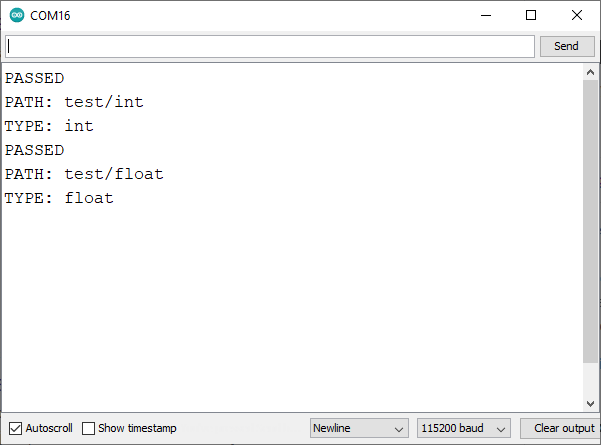 COM16
Send
PASSED
PATH: test/int
TYPE: int
PASSED
PATH: test/float
TYPE: float
Autoscroll Show timestamp Newline 115200 baud Clear output